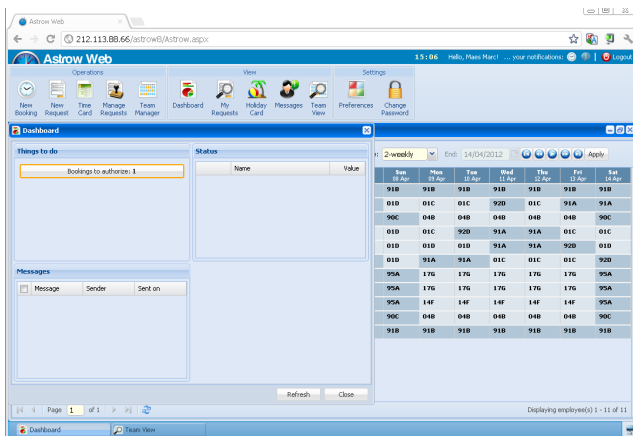 Astrow Web
212.113.88.66/astrow8/Astrow.aspx
Astrow Web
15:06 Hello, Maes Marc! ... your notifications: Logout
Operations View Settings
New Booking New Request Time Card Manage Requests Team Manager Dashboard My Requests Holiday Card Messages Team View Preferences Change Password
Dashboard
Things to do Status
2-weekly End: 14/04/2012 Apply
Bookings to authorize: 1
Name Value
Sun 08 Apr Mon 09 Apr Tue 10 Apr Wed 11 Apr Thu 12 Apr Fri 13 Apr Sat 14 Apr
91B 91B 91B 91B 91B 91B 91B
01D 01C 01C 92D 01C 91A 91A
90C 04B 04B 04B 04B 04B 90C
01D 01C 92D 91A 91A 01C 01C
01D 01D 01D 91A 91A 92D 01D
01D 91A 91A 01C 01C 01C 92D
Messages
95A 17G 17G 17G 17G 17G 95A
Message Sender Sent on
95A 17G 17G 17G 17G 17G 95A
95A 14F 14F 14F 14F 14F 95A
90C 04B 04B 04B 04B 04B 90C
91B 91B 91B 91B 91B 91B 91B
Refresh Close
Page 1 of 1 Displaying employee(s) 1 - 11 of 11
Dashboard Team View